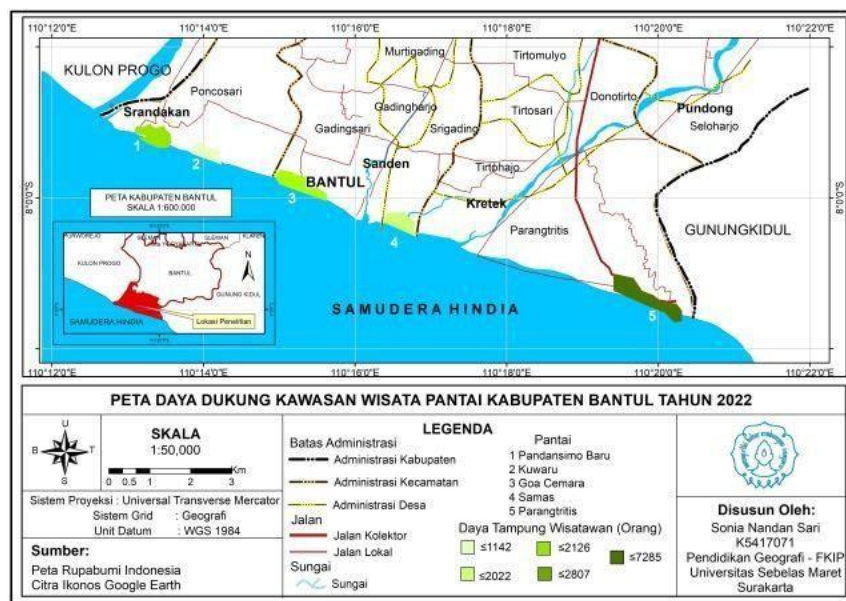 110°12'0"E 110°14'0"E 110°16'0"E 110°18'0"E 110°20'0"E 110°22'0"E
KULON PROGO
Murtigading
Tirtomulyo
Poncosari
Srandakan
Gadingharjo
Donotirto
Pundong
Tirtosari
Seloharjo
Gadingsari
Srigading
1
2
Sanden
Tirtohajo
BANTUL
3
Kretek
8°0'0"S
8°0'0"S
4
Parangtritis
GUNUNGKIDUL
PETA KABUPATEN BANTUL
SKALA 1:600.000
PURWOREJO
SLEMAN
KLATEN
KULON PROGO
BANTUL
GUNUNG KIDUL
N
SAMUDERA HINDIA
Lokasi Penelitian
SAMUDERA HINDIA
5
110°12'0"E 110°14'0"E 110°16'0"E 110°18'0"E 110°20'0"E 110°22'0"E
PETA DAYA DUKUNG KAWASAN WISATA PANTAI KABUPATEN BANTUL TAHUN 2022
U
B T
S
SKALA
1:50,000
0 0.5 1 2 3
Km
Sistem Proyeksi : Universal Transverse Mercator
Sistem Grid : Geografi
Unit Datum : WGS 1984
Sumber:
Peta Rupabumi Indonesia
Citra Ikonos Google Earth
LEGENDA
Batas Administrasi
Administrasi Kabupaten
Administrasi Kecamatan
Administrasi Desa
Jalan
Jalan Kolektor
Jalan Lokal
Sungai
Sungai
Pantai
1 Pandansimo Baru
2 Kuwaru
3 Goa Cemara
4 Samas
5 Parangtritis
Daya Tampung Wisatawan (Orang)
≤1142
≤2126
≤7285
≤2022
≤2807
Disusun Oleh:
Sonia Nandan Sari
K5417071
Pendidikan Geografi - FKIP
Universitas Sebelas Maret
Surakarta